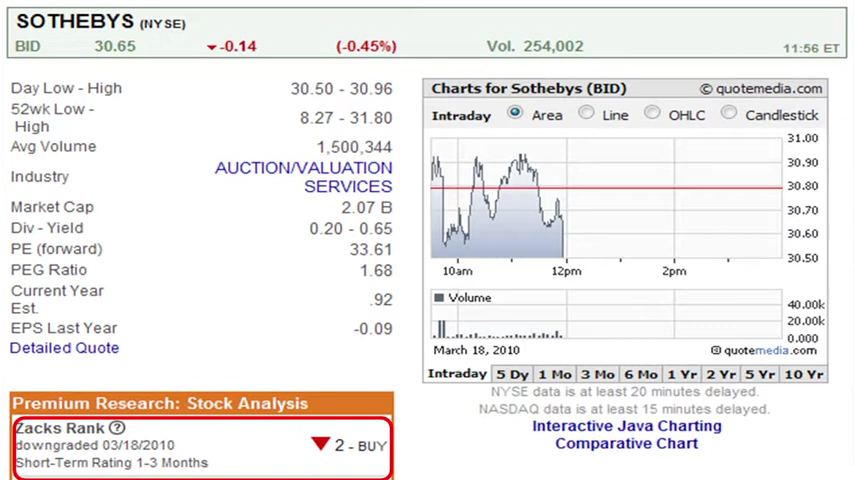 SOTHEBYS (NYSE)
BID 30.65 -0.14 (-0.45%) Vol. 254,002 11:56 ET
Day Low - High 30.50 - 30.96
52wk Low - High 8.27 - 31.80
Avg Volume 1,500,344
Industry AUCTION/VALUATION SERVICES
Market Cap 2.07 B
Div - Yield 0.20 - 0.65
PE (forward) 33.61
PEG Ratio 1.68
Current Year Est. .92
EPS Last Year -0.09
Detailed Quote
Premium Research: Stock Analysis
Zacks Rank ?
downgraded 03/18/2010
2 - BUY
Short-Term Rating 1-3 Months
Charts for Sothebys (BID) © quotemedia.com
Intraday Area Line OHLC Candlestick
31.00
30.90
30.80
30.70
30.60
30.50
10am 12pm 2pm
Volume
40.00k
20.00k
0.000
March 18, 2010 © quotemedia.com
Intraday 5 Dy 1 Mo 3 Mo 6 Mo 1 Yr 2 Yr 5 Yr 10 Yr
NYSE data is at least 20 minutes delayed.
NASDAQ data is at least 15 minutes delayed.
Interactive Java Charting
Comparative Chart